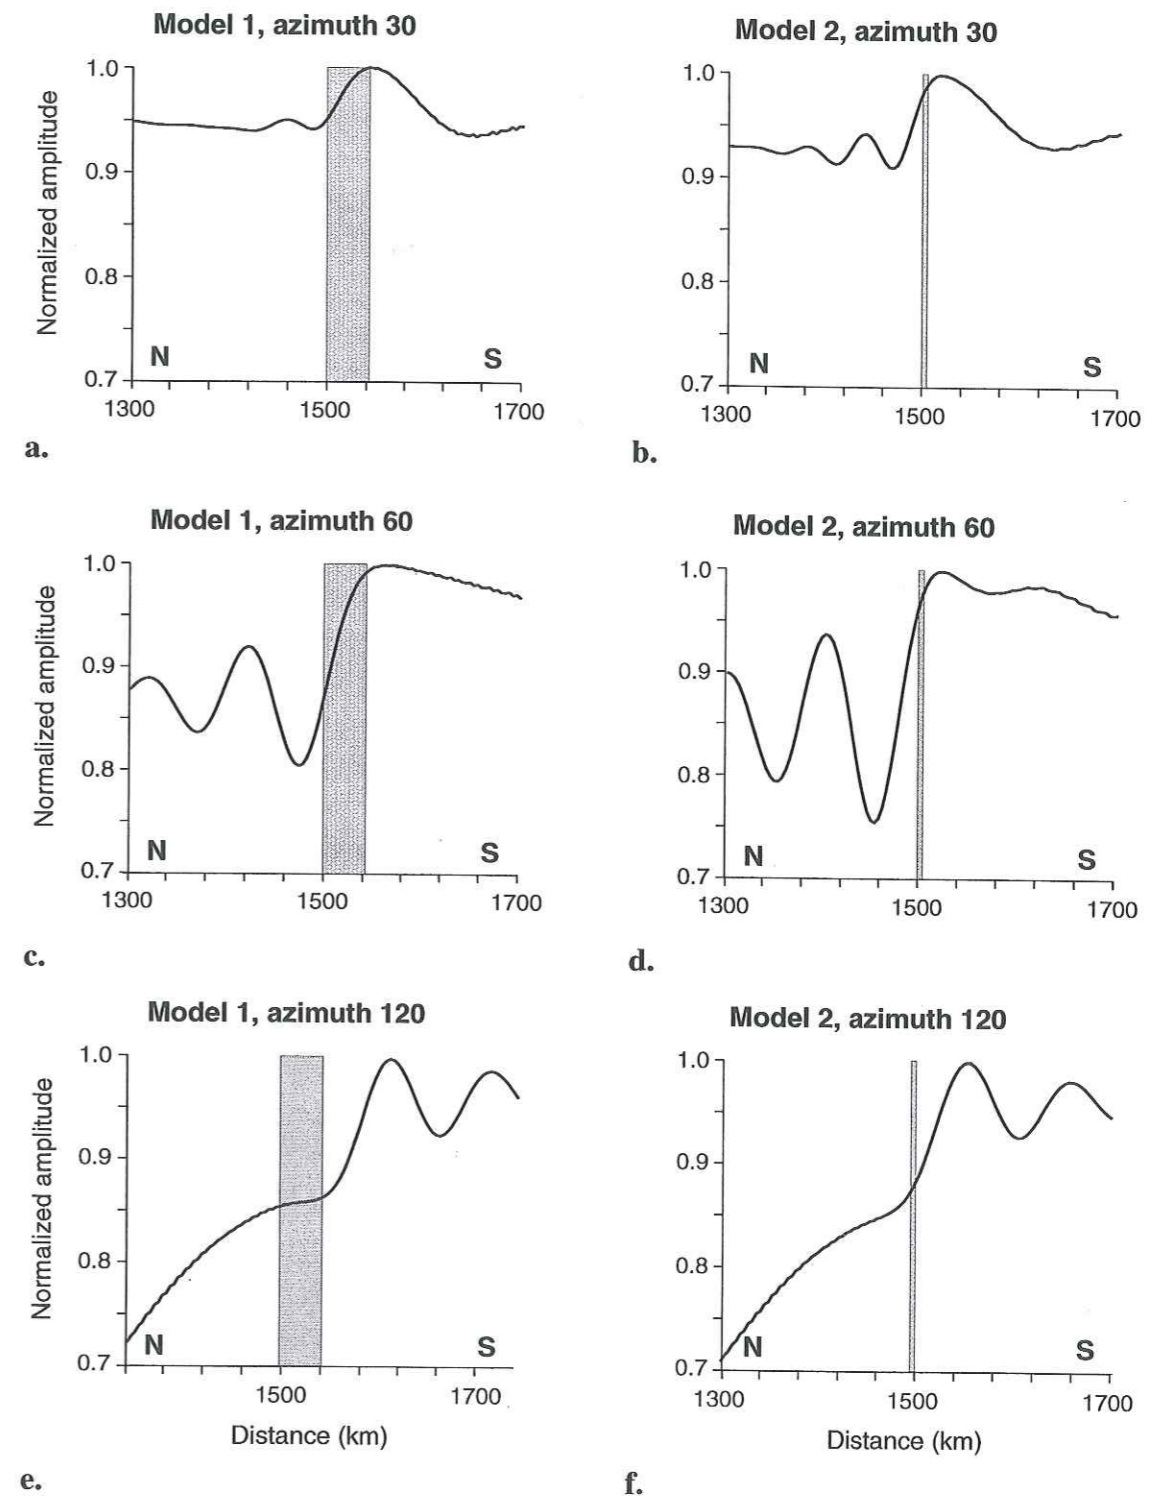 Model 1, azimuth 30
Normalized amplitude
1.0
0.9
0.8
0.7
N
S
1300
1500
1700
a.
Model 2, azimuth 30
1.0
0.9
0.8
0.7
N
S
1300
1500
1700
b.
Model 1, azimuth 60
Normalized amplitude
1.0
0.9
0.8
0.7
N
S
1300
1500
1700
c.
Model 2, azimuth 60
1.0
0.9
0.8
0.7
N
S
1300
1500
1700
d.
Model 1, azimuth 120
Normalized amplitude
1.0
0.9
0.8
0.7
N
S
1500
1700
Distance (km)
e.
Model 2, azimuth 120
1.0
0.9
0.8
0.7
N
S
1300
1500
1700
Distance (km)
f.